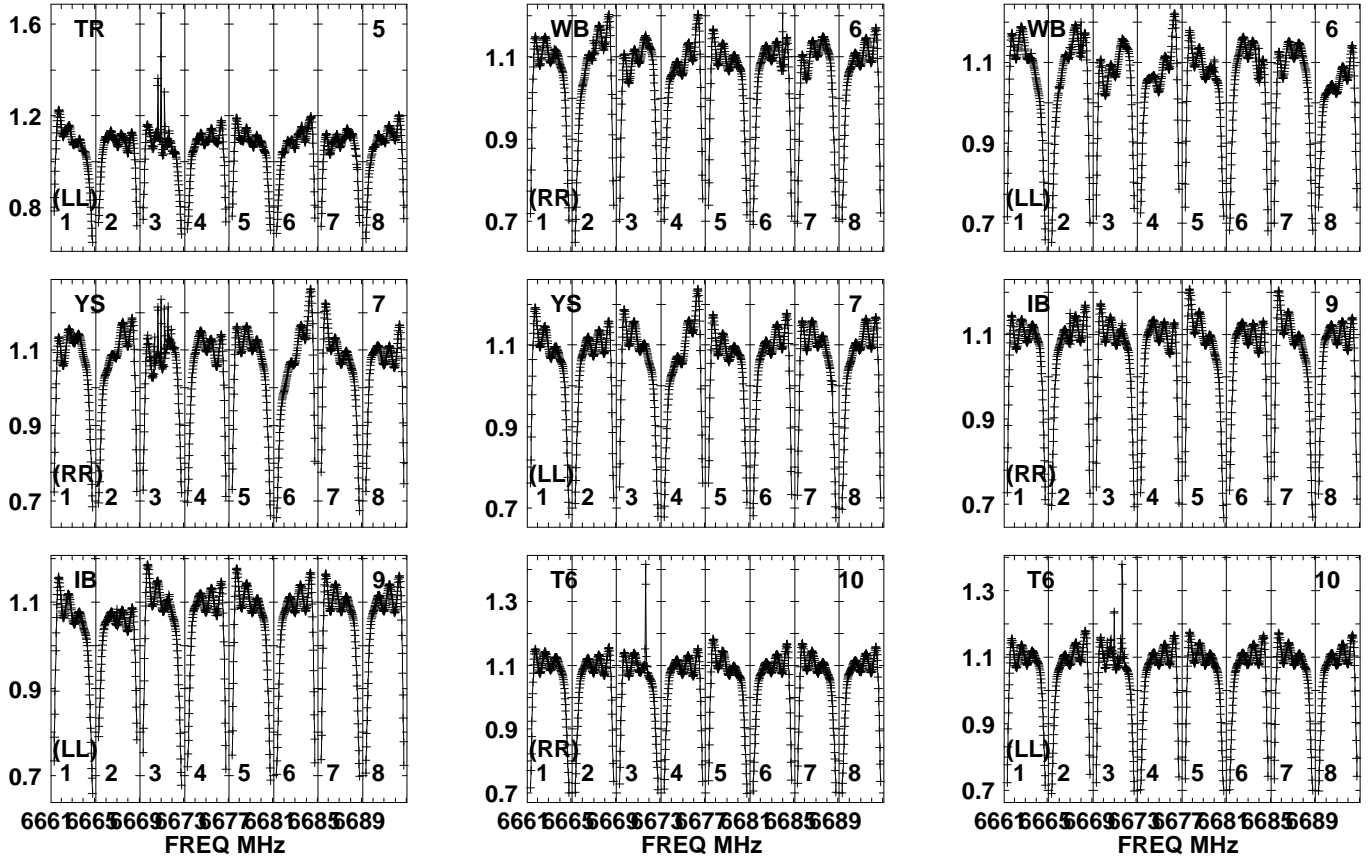 1.6
1.2
0.8
TR 5
(LL)
1 2 3 4 5 6 7 8
1.1
0.9
0.7
WB 6
(RR)
1 2 3 4 5 6 7 8
1.1
0.9
0.7
WB 6
(LL)
1 2 3 4 5 6 7 8
1.1
0.9
0.7
YS 7
(RR)
1 2 3 4 5 6 7 8
1.1
0.9
0.7
YS 7
(LL)
1 2 3 4 5 6 7 8
1.1
0.9
0.7
IB 9
(RR)
1 2 3 4 5 6 7 8
1.1
0.9
0.7
IB 9
(LL)
1 2 3 4 5 6 7 8
6661 6665 6669 6673 6677 6681 6685 6689
FREQ MHz
1.3
1.1
0.9
0.7
T6 10
(RR)
1 2 3 4 5 6 7 8
6661 6665 6669 6673 6677 6681 6685 6689
FREQ MHz
1.3
1.1
0.9
0.7
T6 10
(LL)
1 2 3 4 5 6 7 8
6661 6665 6669 6673 6677 6681 6685 6689
FREQ MHz